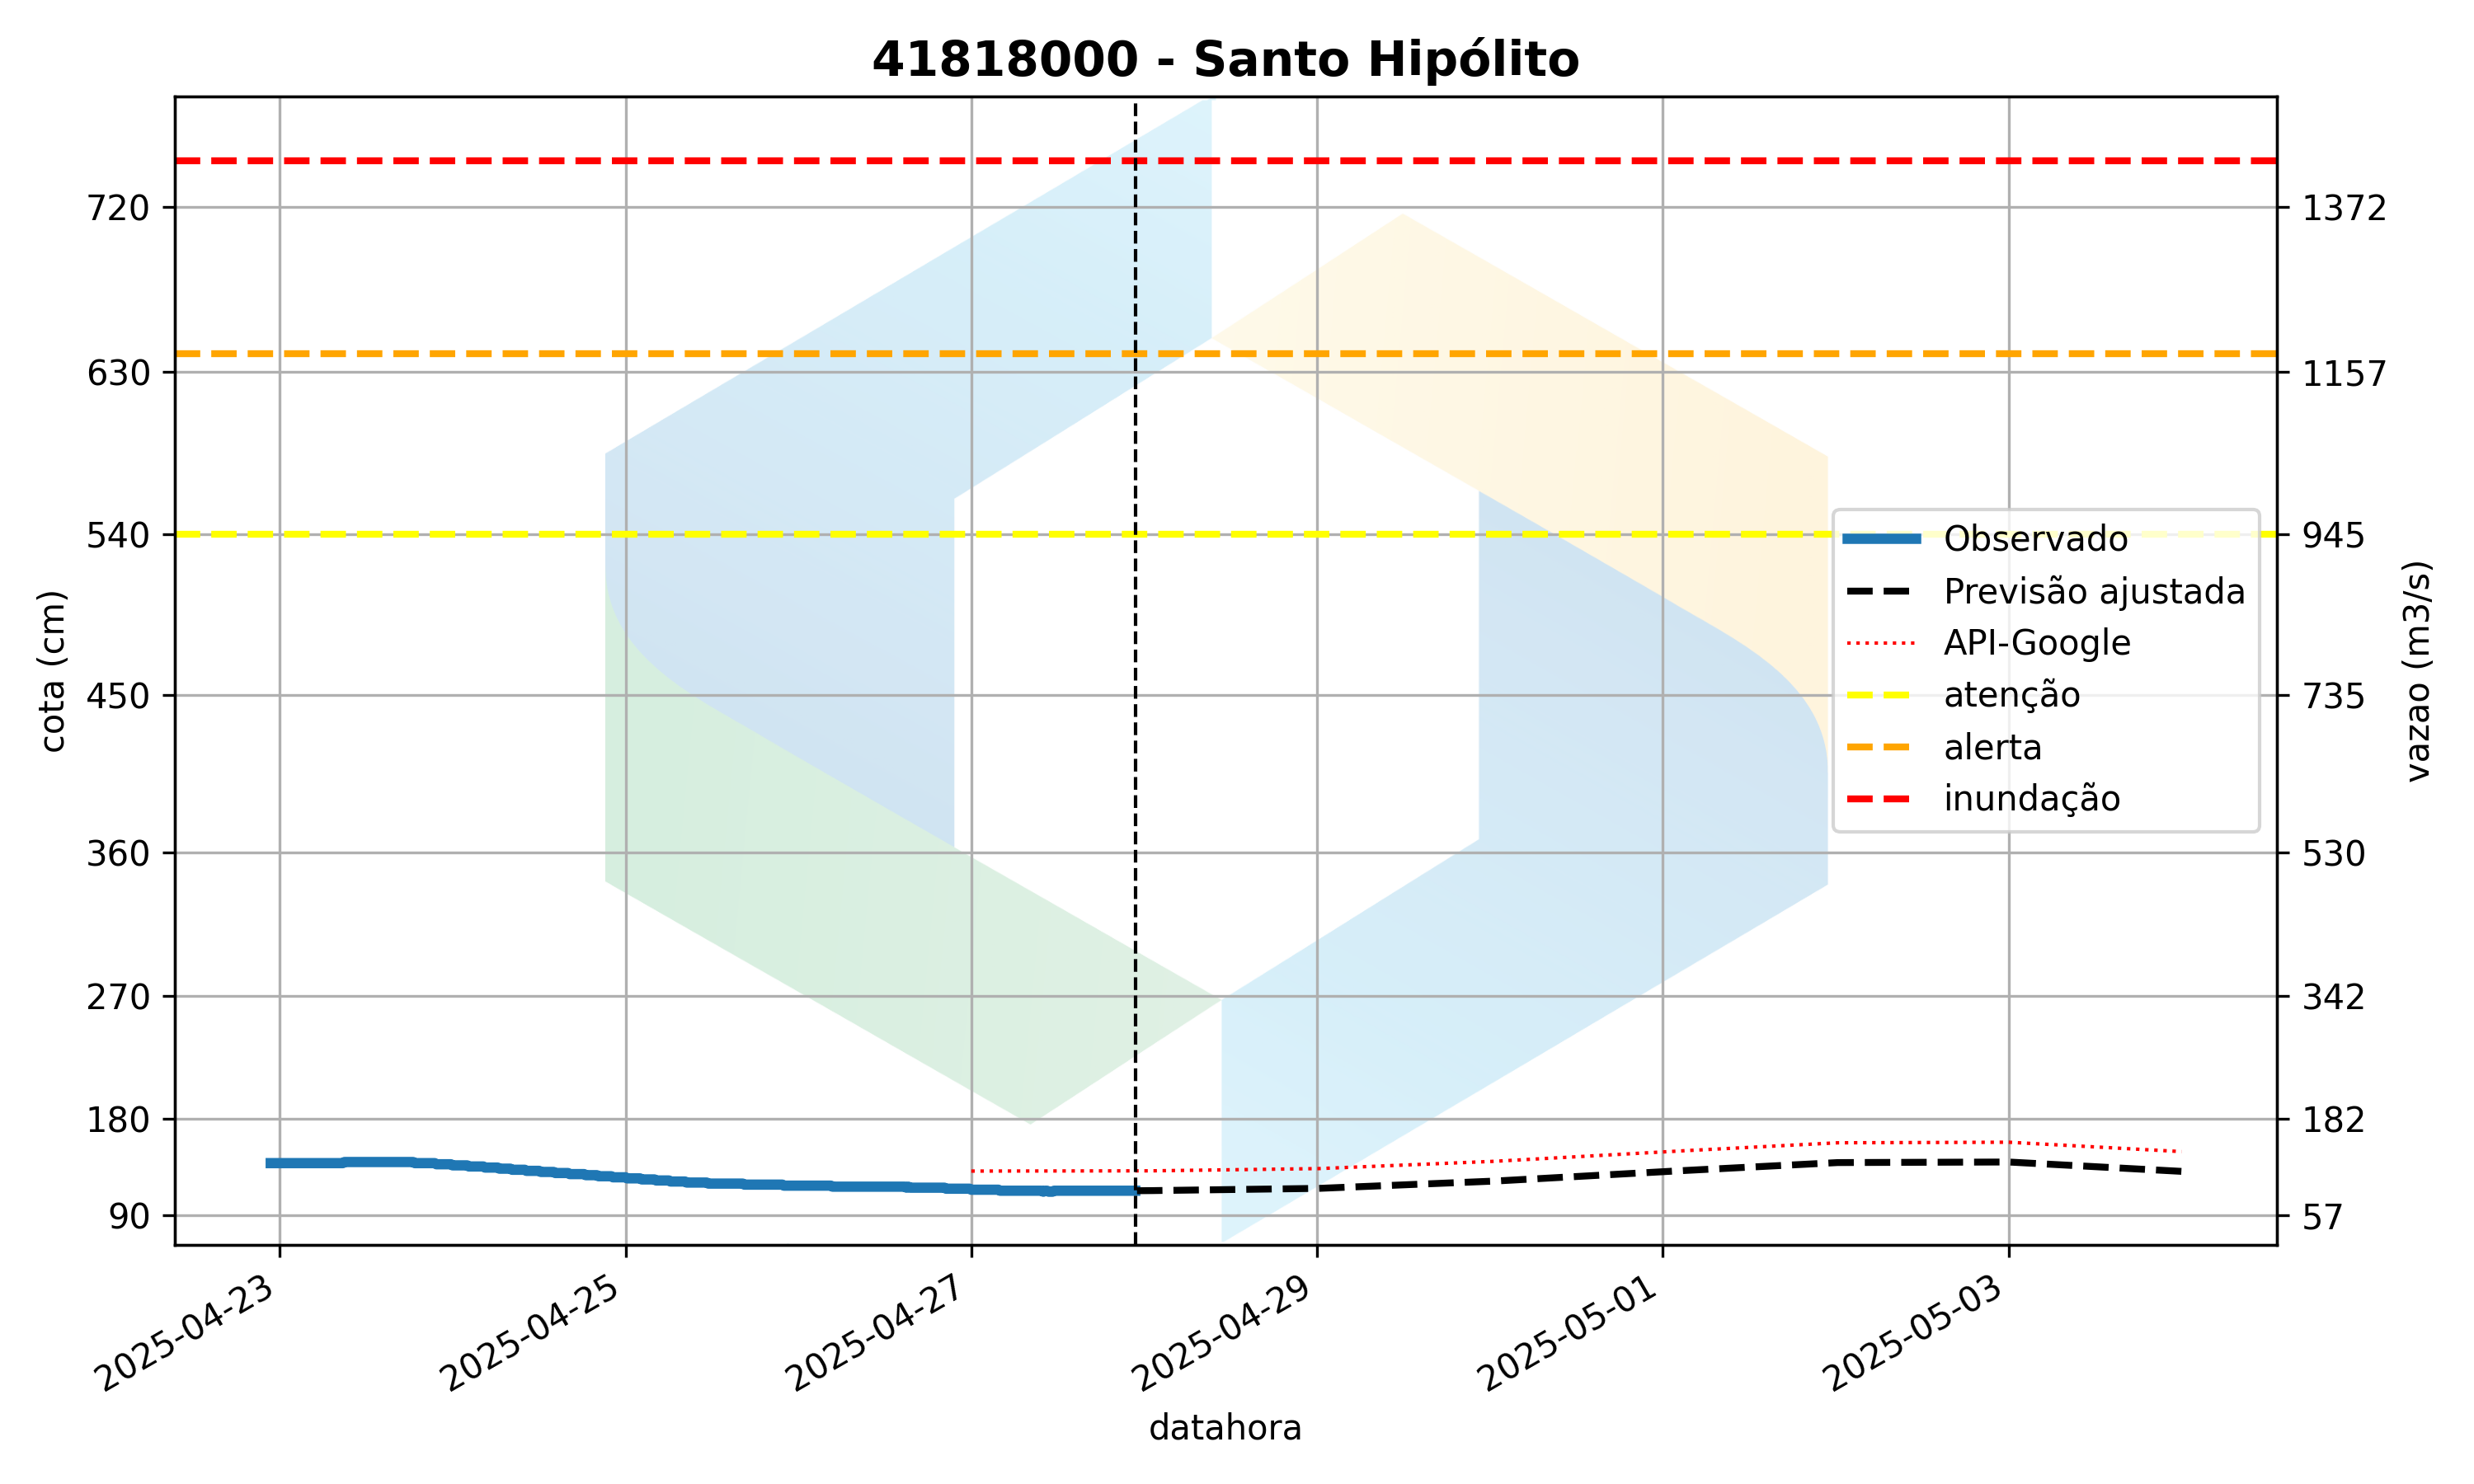 41818000 - Santo Hipólito
cota (cm)
720
630
540
450
360
270
180
90
1372
1157
945
735
530
342
182
57
vazao (m3/s)
Observado
Previsão ajustada
API-Google
atenção
alerta
inundação
2025-04-23
2025-04-25
2025-04-27
2025-04-29
2025-05-01
2025-05-03
datahora